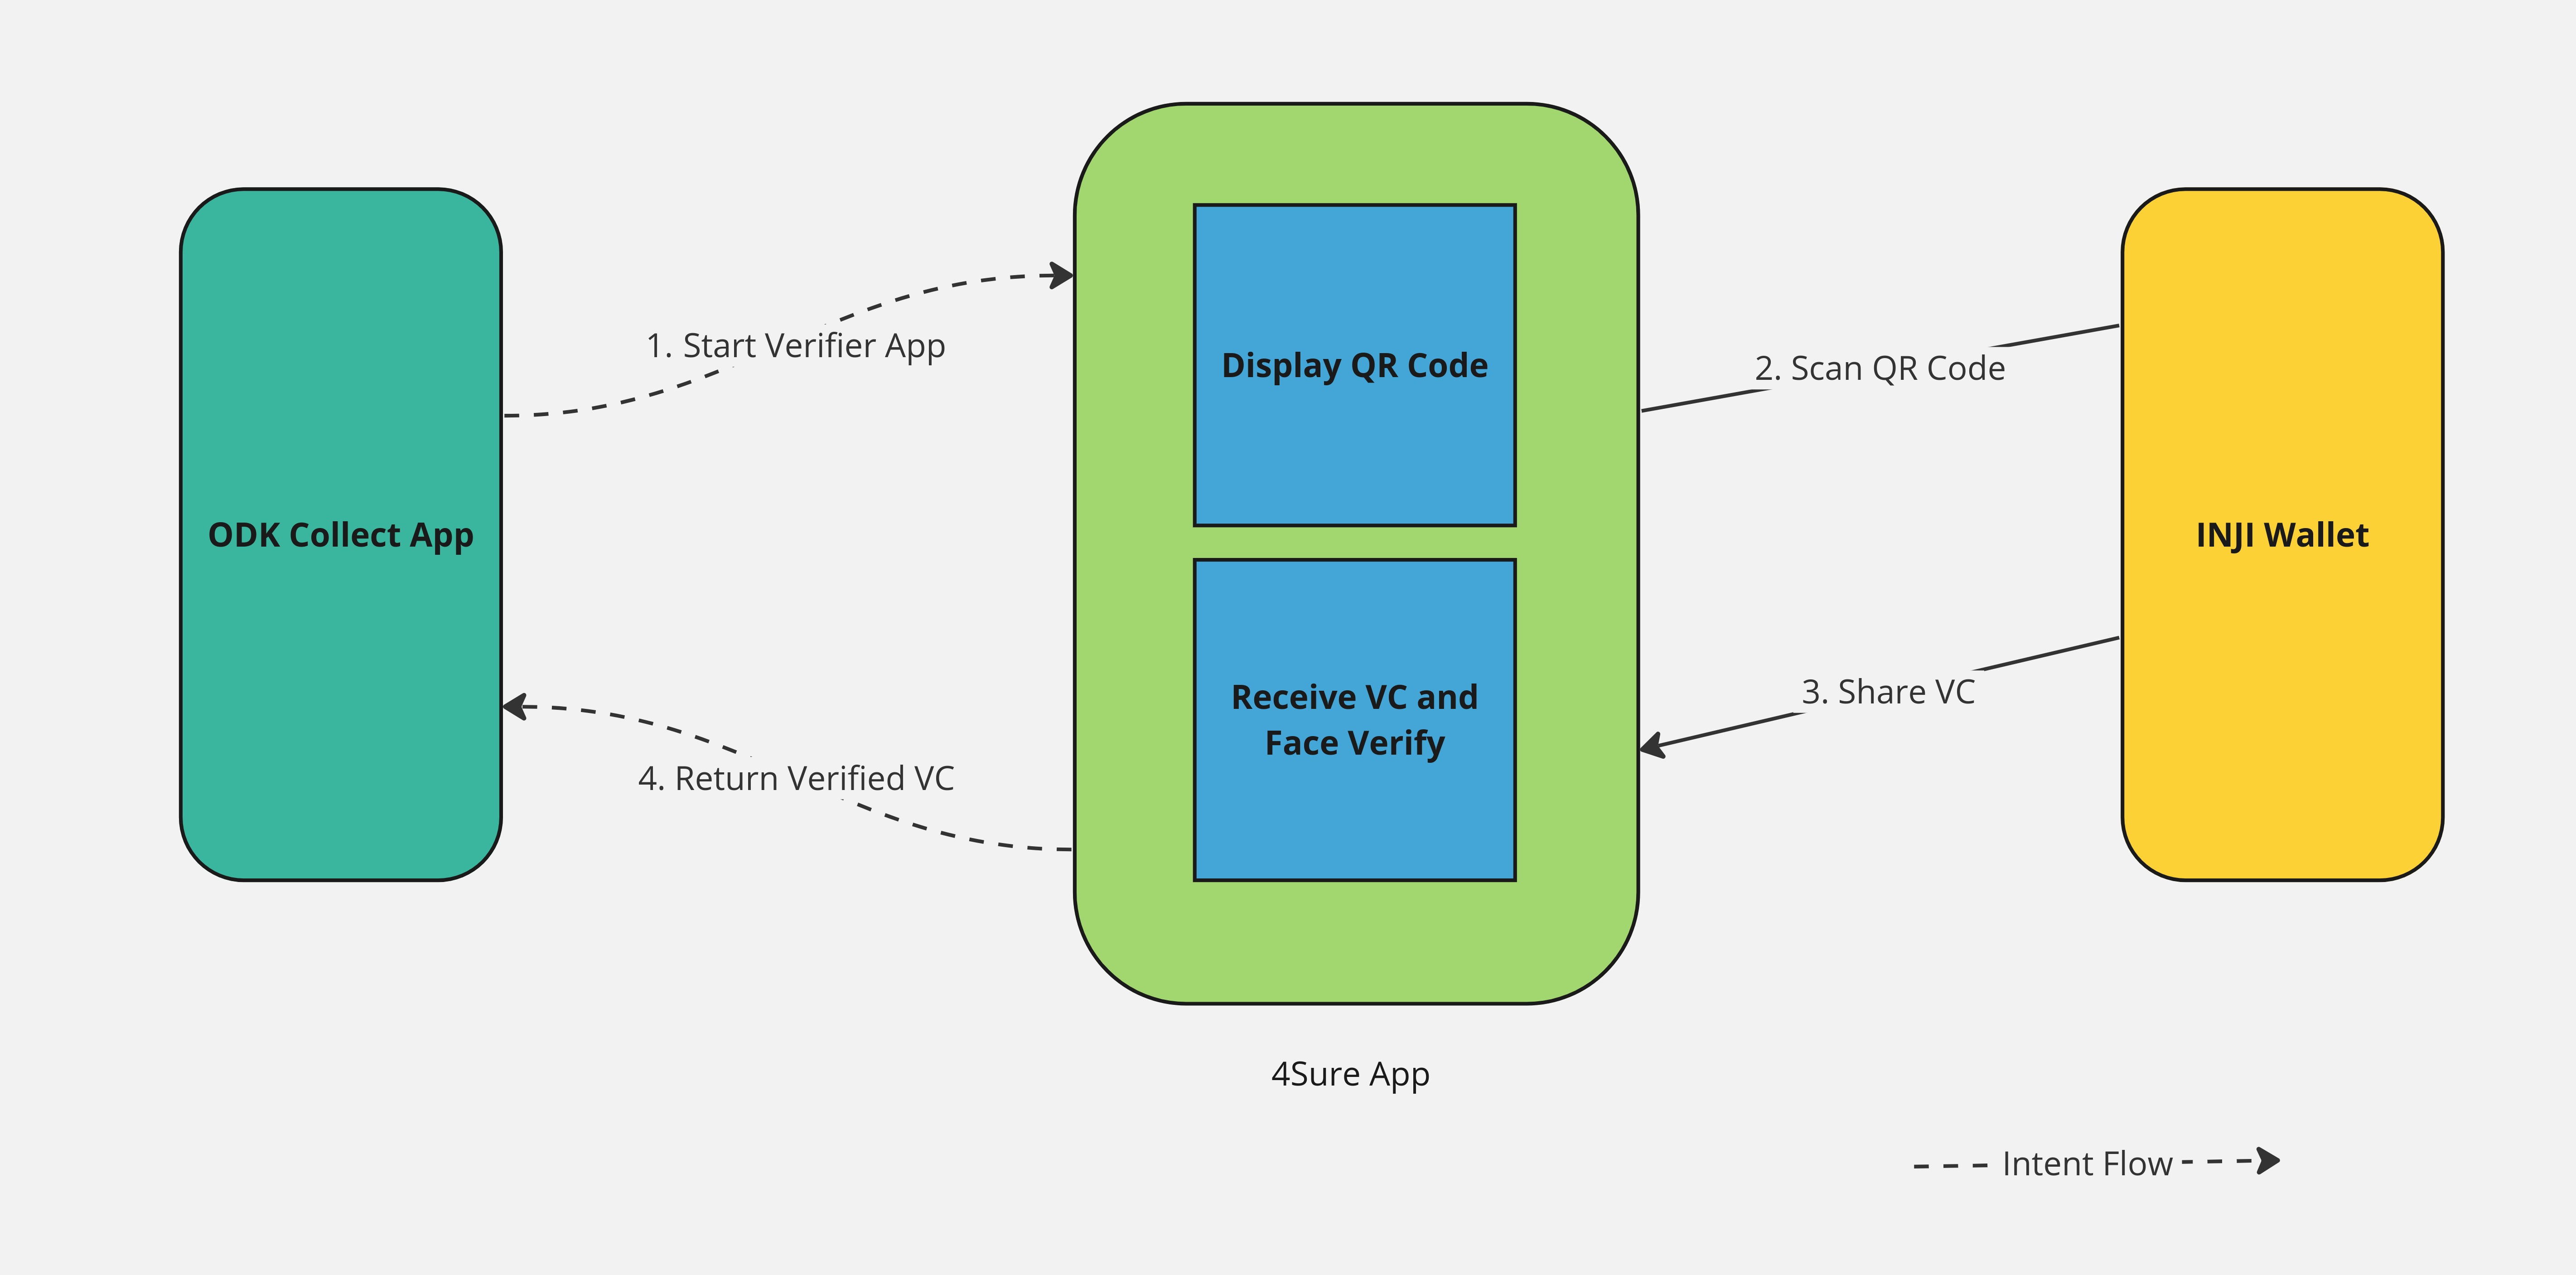 ODK Collect App
1. Start Verifier App
4. Return Verified VC
Display QR Code
Receive VC and
Face Verify
4Sure App
2. Scan QR Code
3. Share VC
INJI Wallet
Intent Flow